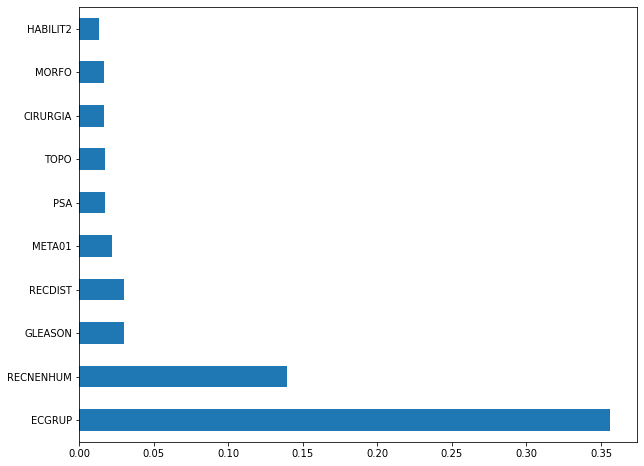 HABILIT2
MORFO
CIRURGIA
TOPO
PSA
META01
RECDIST
GLEASON
RECNENHUM
ECGRUP
0.00 0.05 0.10 0.15 0.20 0.25 0.30 0.35